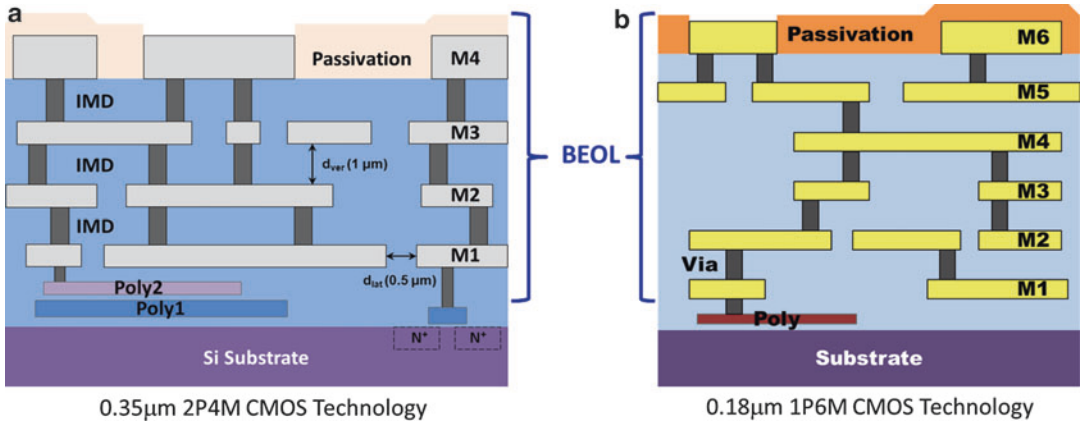 a
Passivation
M4
IMD
M3
IMD
dver (1 µm)
M2
IMD
M1
dlat (0.5 µm)
Poly2
Poly1
N+ N+
Si Substrate
0.35µm 2P4M CMOS Technology
BEOL
b
Passivation
M6
M5
M4
M3
M2
Via
M1
Poly
Substrate
0.18µm 1P6M CMOS Technology